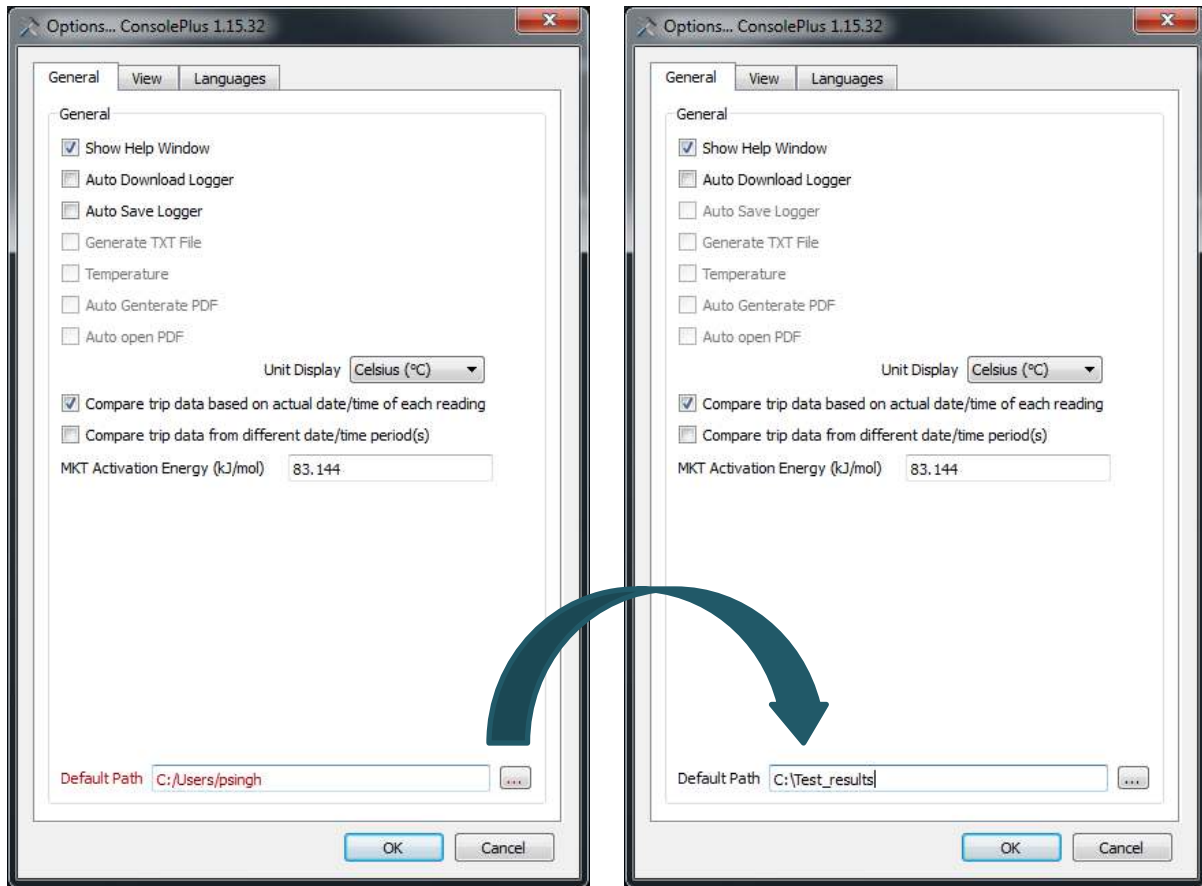 Options... ConsolePlus 1.15.32
General View Languages
General
Show Help Window
Auto Download Logger
Auto Save Logger
Generate TXT File
Temperature
Auto Genterate PDF
Auto open PDF
Unit Display Celsius (°C)
Compare trip data based on actual date/time of each reading
Compare trip data from different date/time period(s)
MKT Activation Energy (kJ/mol) 83.144
Default Path C:/Users/psingh ...
OK Cancel
Options... ConsolePlus 1.15.32
General View Languages
General
Show Help Window
Auto Download Logger
Auto Save Logger
Generate TXT File
Temperature
Auto Genterate PDF
Auto open PDF
Unit Display Celsius (°C)
Compare trip data based on actual date/time of each reading
Compare trip data from different date/time period(s)
MKT Activation Energy (kJ/mol) 83.144
Default Path C:\Test_results ...
OK Cancel